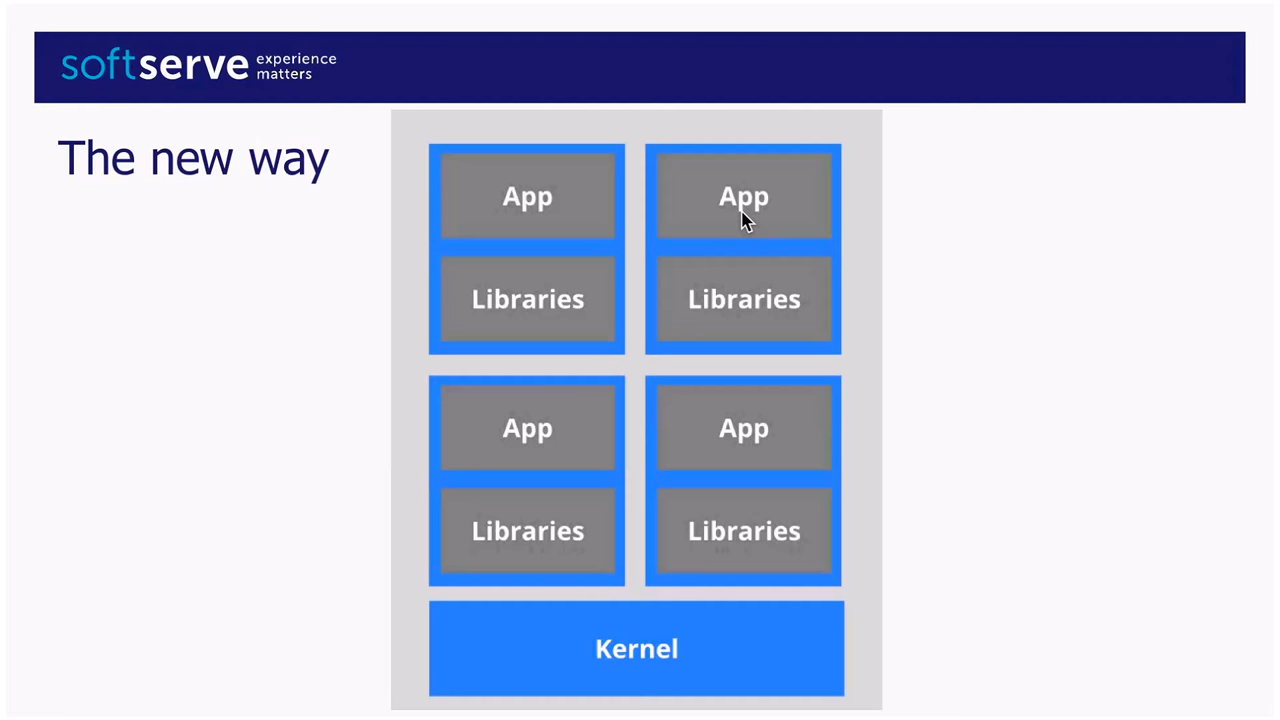 softserve experience matters
The new way
App
App
Libraries
Libraries
App
App
Libraries
Libraries
Kernel